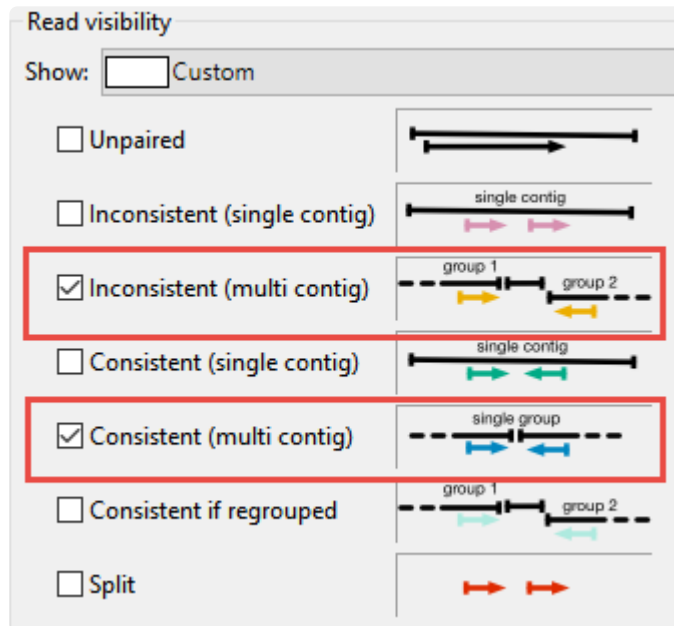 Read visibility
Show: Custom
Unpaired
Inconsistent (single contig)
single contig
Inconsistent (multi contig)
group 1
group 2
Consistent (single contig)
single contig
Consistent (multi contig)
single group
Consistent if regrouped
group 1
group 2
Split